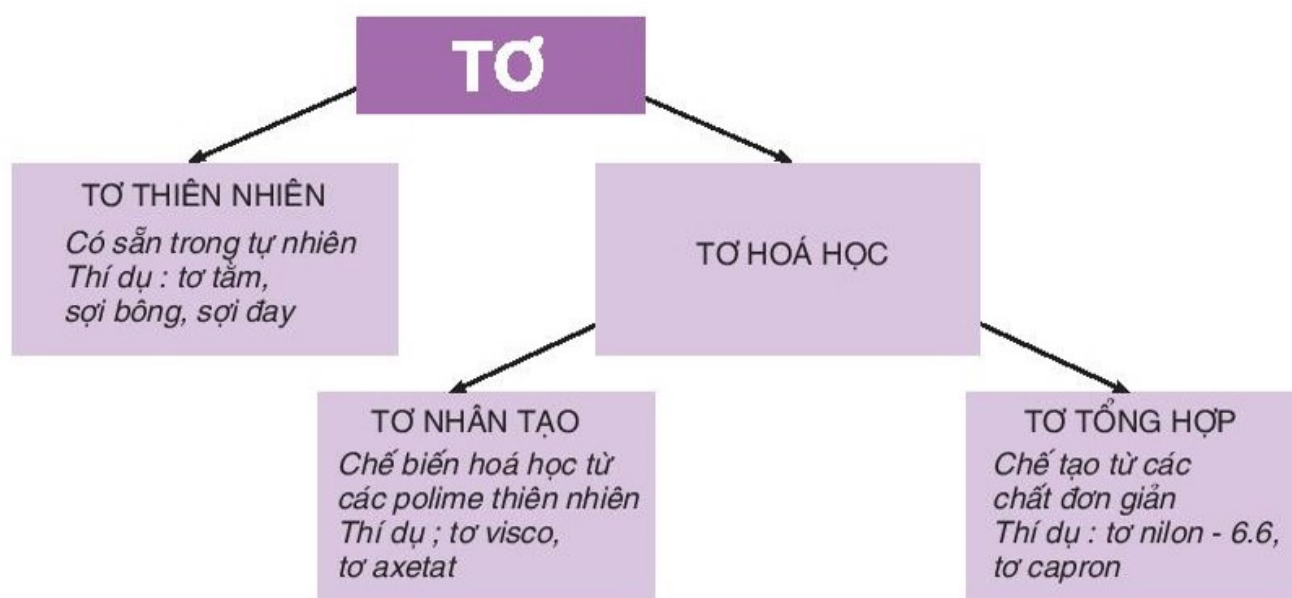 TƠ
TƠ THIÊN NHIÊN
Có sẵn trong tự nhiên
Thí dụ : tơ tằm,
sợi bông, sợi đay
TƠ HOÁ HỌC
TƠ NHÂN TẠO
Chế biến hoá học từ
các polime thiên nhiên
Thí dụ ; tơ visco,
tơ axetat
TƠ TỔNG HỢP
Chế tạo từ các
chất đơn giản
Thí dụ : tơ nilon - 6.6,
tơ capron